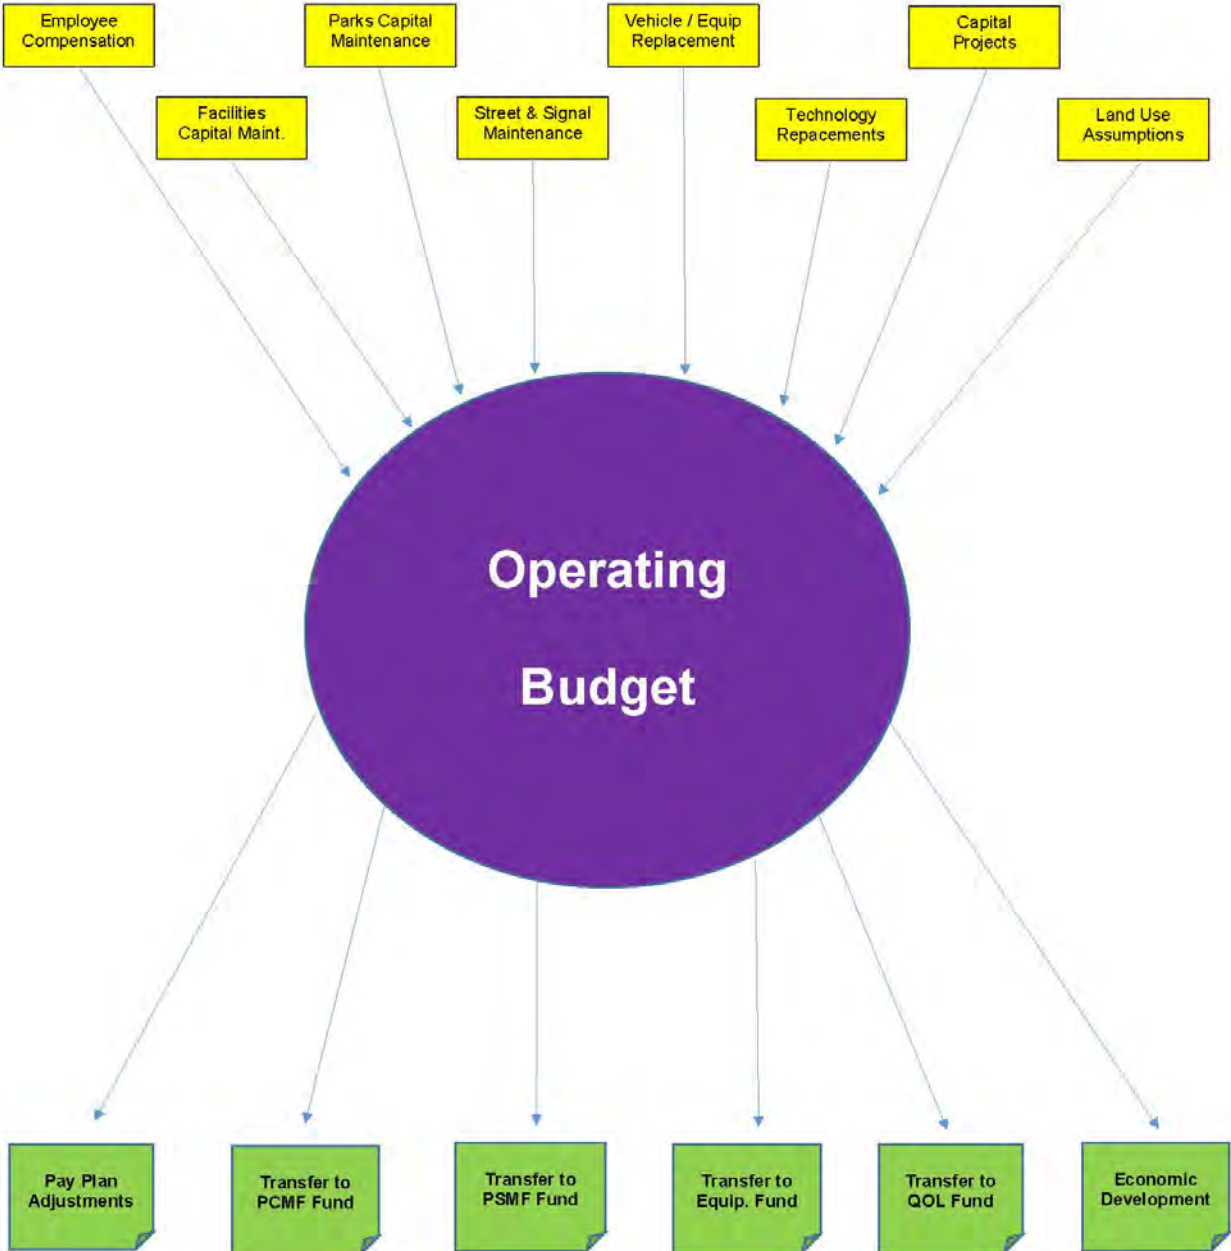 Employee
Compensation
Parks Capital
Maintenance
Vehicle / Equip
Replacement
Capital
Projects
Facilities
Capital Maint.
Street & Signal
Maintenance
Technology
Repacements
Land Use
Assumptions
Operating
Budget
Pay Plan
Adjustments
Transfer to
PCMF Fund
Transfer to
PSMF Fund
Transfer to
Equip. Fund
Transfer to
QOL Fund
Economic
Development